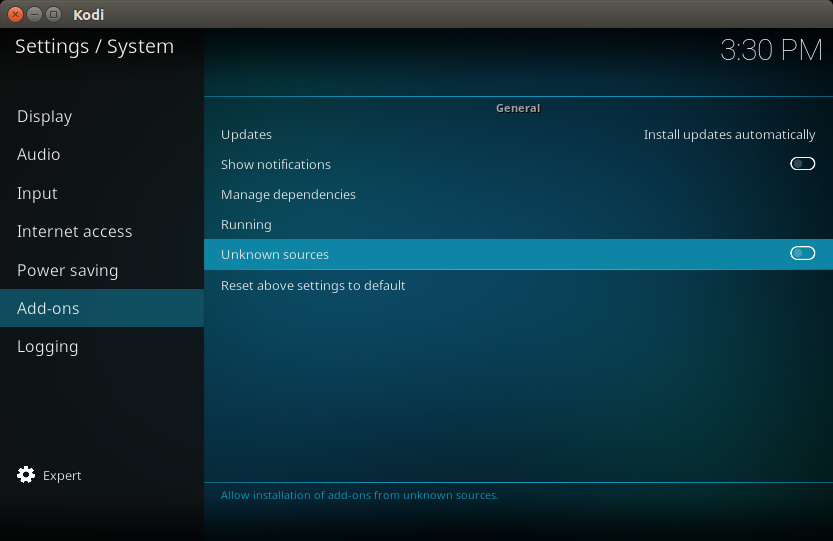 Kodi
Settings / System
3:30 PM
Display
Audio
Input
Internet access
Power saving
Add-ons
Logging
Expert
General
Updates Install updates automatically
Show notifications
Manage dependencies
Running
Unknown sources
Reset above settings to default
Allow installation of add-ons from unknown sources.